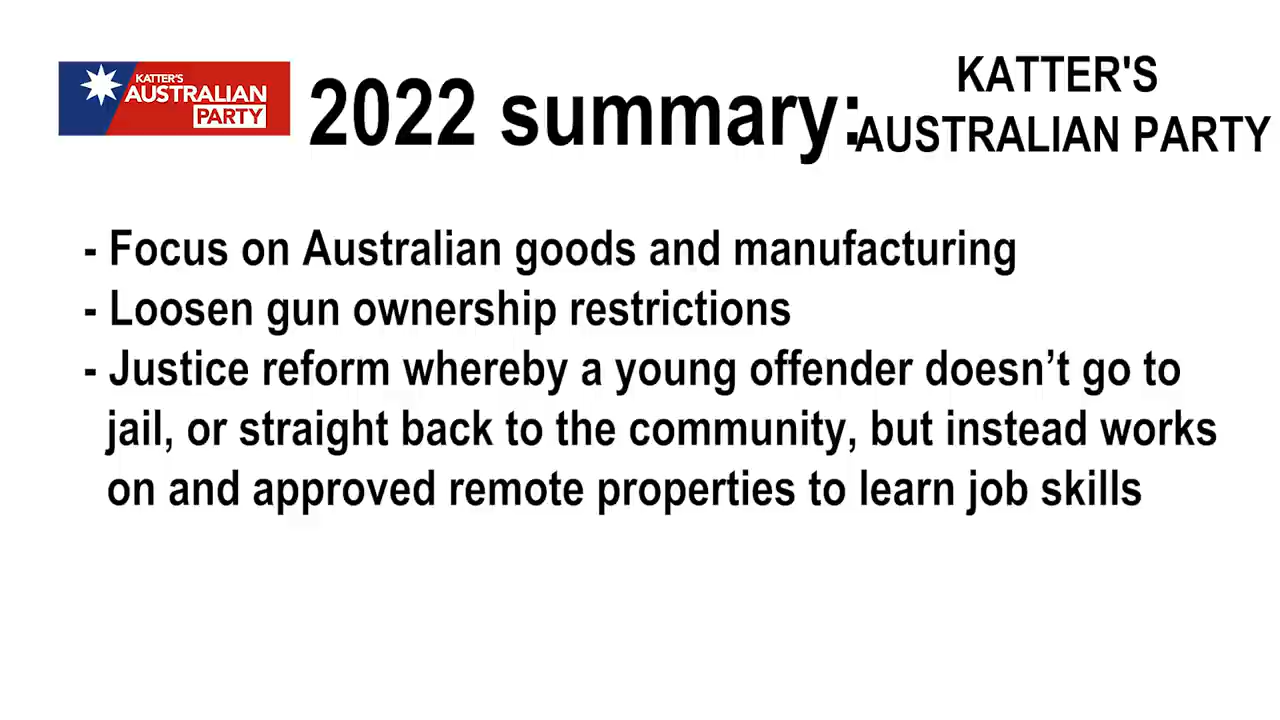 KATTER'S
AUSTRALIAN
PARTY
2022 summary:
KATTER'S
AUSTRALIAN PARTY
- Focus on Australian goods and manufacturing
- Loosen gun ownership restrictions
- Justice reform whereby a young offender doesn’t go to
jail, or straight back to the community, but instead works
on and approved remote properties to learn job skills